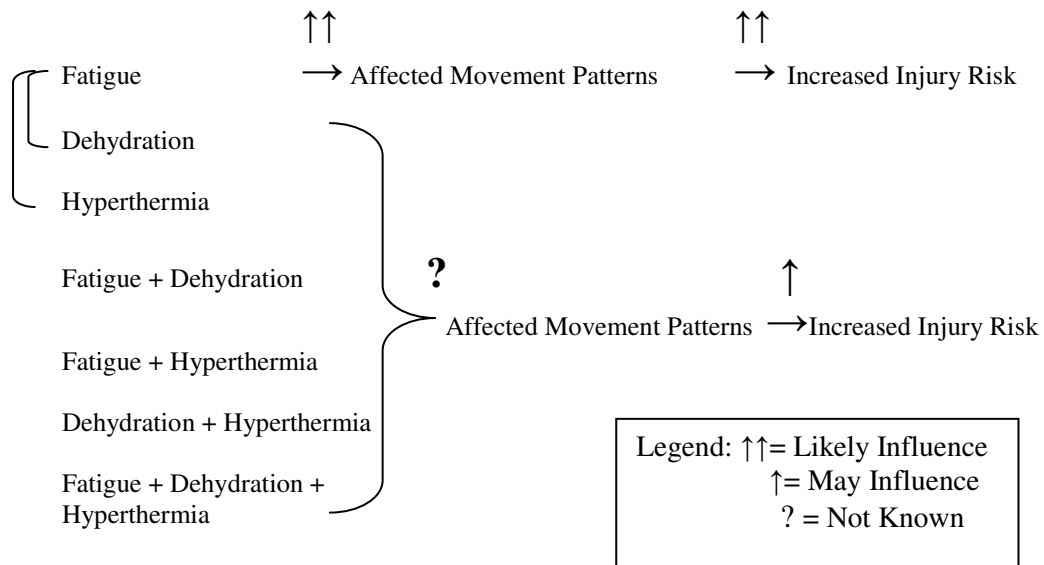 ↑↑ ↑↑
Fatigue → Affected Movement Patterns → Increased Injury Risk
Dehydration
Hyperthermia
Fatigue + Dehydration
? ↑
Affected Movement Patterns →Increased Injury Risk
Fatigue + Hyperthermia
Dehydration + Hyperthermia
Fatigue + Dehydration +
Hyperthermia
Legend: ↑↑= Likely Influence
↑= May Influence
? = Not Known